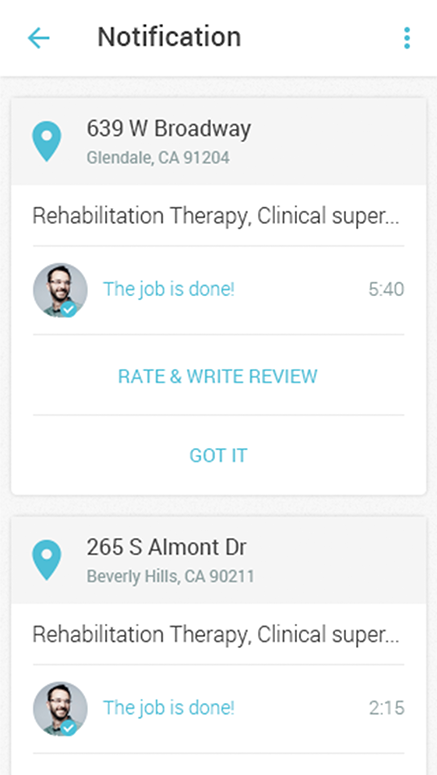 Notification
639 W Broadway
Glendale, CA 91204
Rehabilitation Therapy, Clinical super...
The job is done!
5:40
RATE & WRITE REVIEW
GOT IT
265 S Almont Dr
Beverly Hills, CA 90211
Rehabilitation Therapy, Clinical super...
The job is done!
2:15